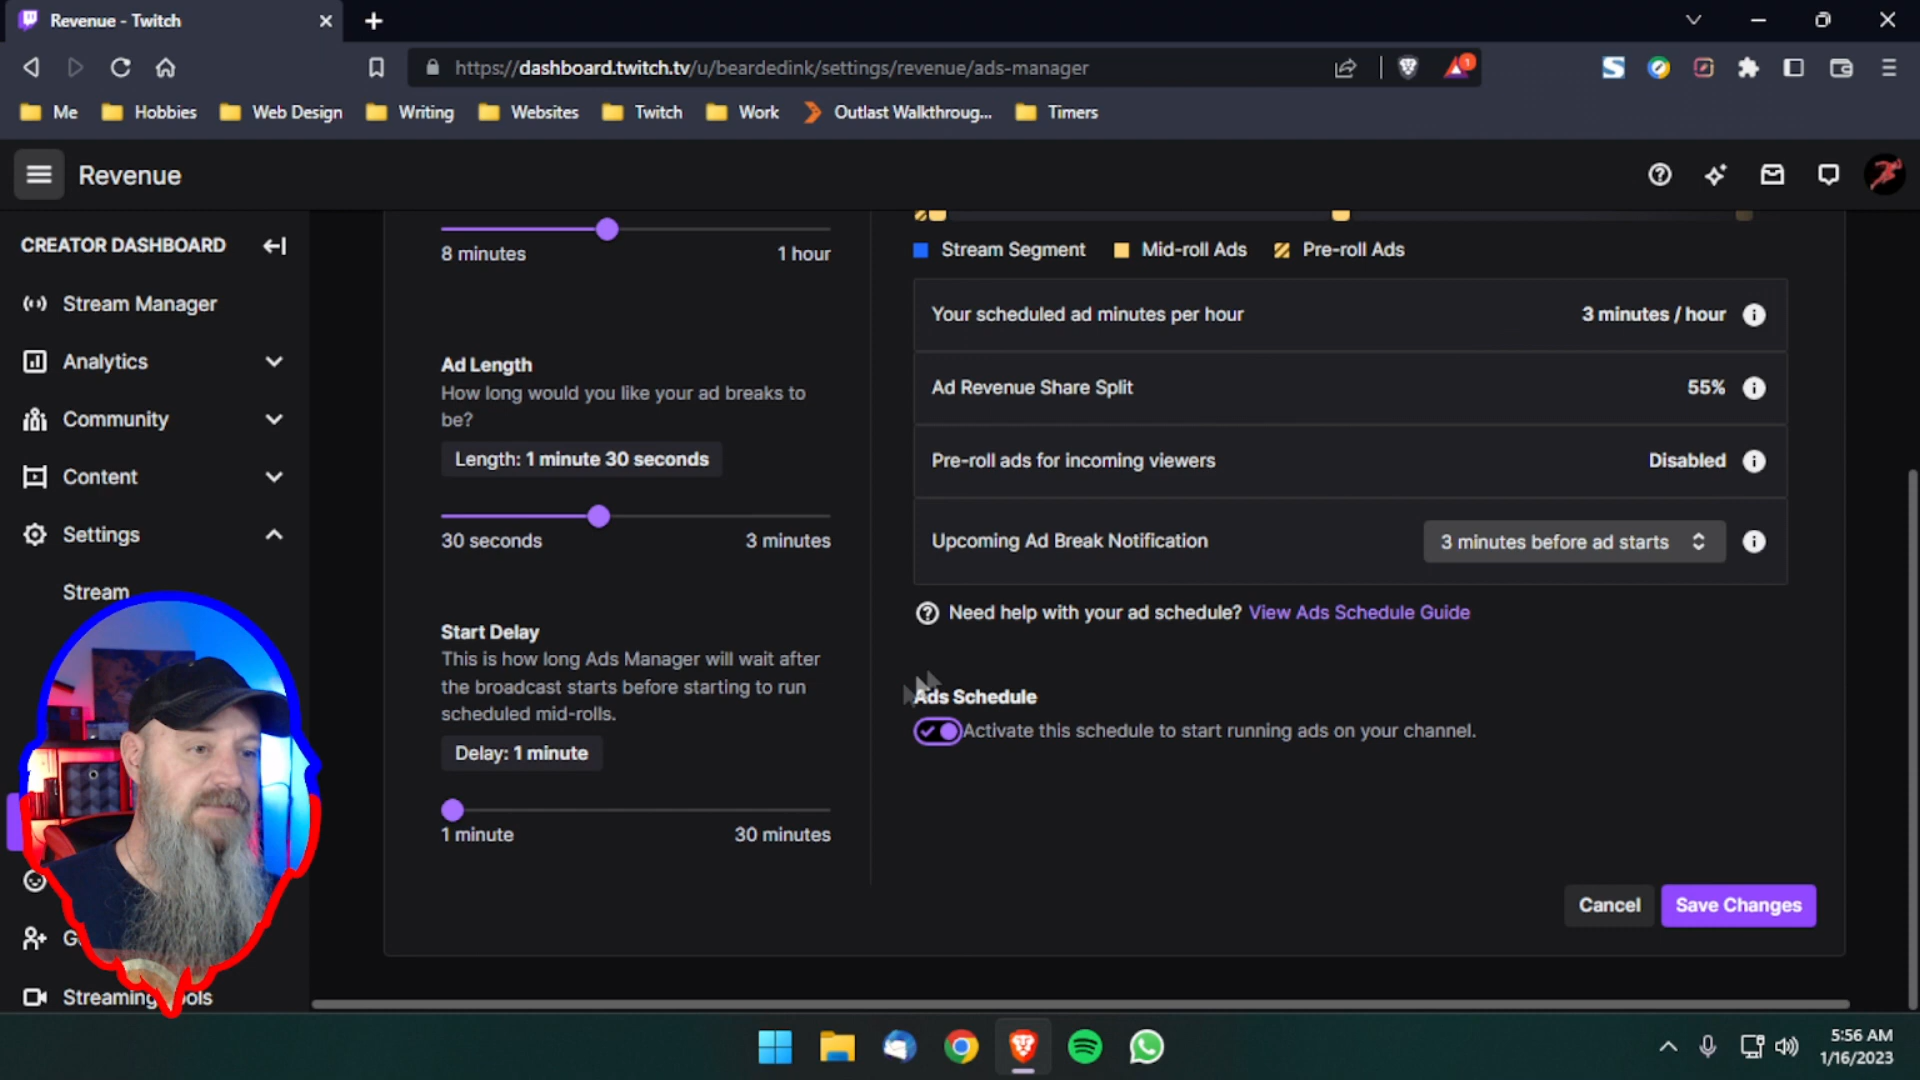 Revenue - Twitch
https://dashboard.twitch.tv/u/beardedink/settings/revenue/ads-manager
1
Me
Hobbies
Web Design
Writing
Websites
Twitch
Work
Outlast Walkthroug...
Timers
Revenue
CREATOR DASHBOARD
Stream Manager
Analytics
Community
Content
Settings
Stream
G
Streaming Tools
8 minutes
1 hour
Ad Length
How long would you like your ad breaks to
be?
Length: 1 minute 30 seconds
30 seconds
3 minutes
Start Delay
This is how long Ads Manager will wait after
the broadcast starts before starting to run
scheduled mid-rolls.
Delay: 1 minute
1 minute
30 minutes
Stream Segment
Mid-roll Ads
Pre-roll Ads
Your scheduled ad minutes per hour
3 minutes / hour
Ad Revenue Share Split
55%
Pre-roll ads for incoming viewers
Disabled
Upcoming Ad Break Notification
3 minutes before ad starts
Need help with your ad schedule? View Ads Schedule Guide
Ads Schedule
Activate this schedule to start running ads on your channel.
Cancel
Save Changes
5:56 AM
1/16/2023